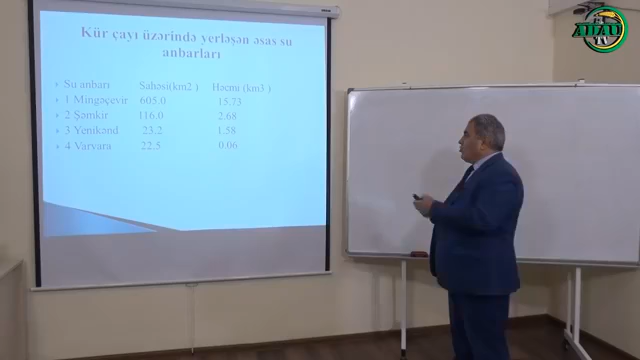 Kür çayı üzərində yerləşən əsas su
anbarları
Su anbarı Sahəsi(km2 ) Həcmi (km3 )
1 Mingəçevir 605.0 15.73
2 Şəmkir 116.0 2.68
3 Yenikənd 23.2 1.58
4 Varvara 22.5 0.06
ADAU
TV